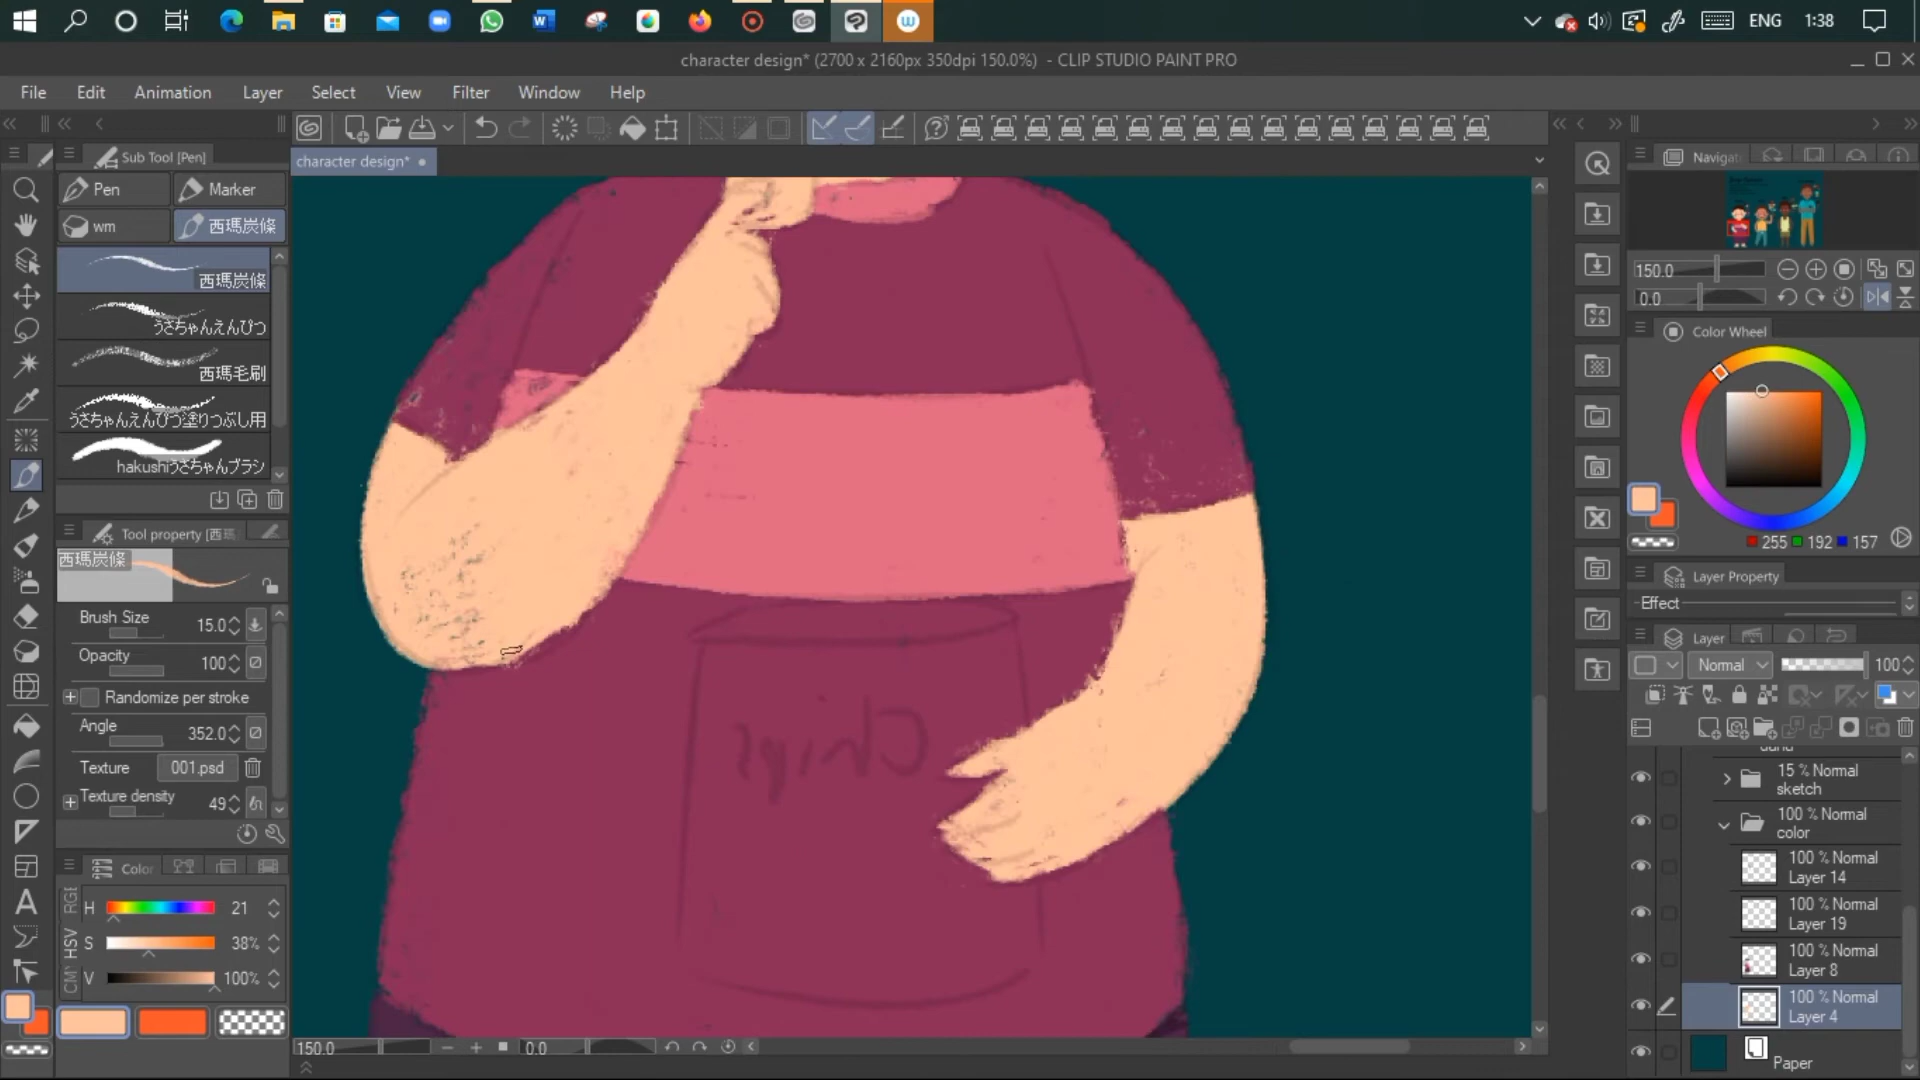 ENG
1:38
character design* (2700 x 2160px 350dpi 150.0%) - CLIP STUDIO PAINT PRO
File Edit Animation Layer Select View Filter Window Help
Sub Tool [Pen]
character design*
Navigat
Pen
Marker
wm
西瑪炭條
西瑪炭條
うさちゃんえんぴつ
西瑪毛刷
うさちゃんえんぴつ塗りつぶし用
hakushiうさちゃんブラシ
Tool property [西瑪
西瑪炭條
Brush Size 15.0
Opacity 100
Randomize per stroke
Angle 352.0
Texture 001.psd
Texture density 49
Color
RGE
HSV
CM
H 21
S 38%
V 100%
Chips
150.0
0.0
150.0
0.0
Color Wheel
255 192 157
Layer Property
Effect
Layer
Normal 100
15 % Normal
sketch
100 % Normal
color
100 % Normal
Layer 14
100 % Normal
Layer 19
100 % Normal
Layer 8
100 % Normal
Layer 4
Paper